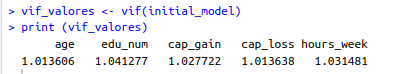 > vif_valores <- vif(initial_model)
> print (vif_valores)
age edu_num cap_gain cap_loss hours_week
1.013606 1.041277 1.027722 1.013638 1.031481